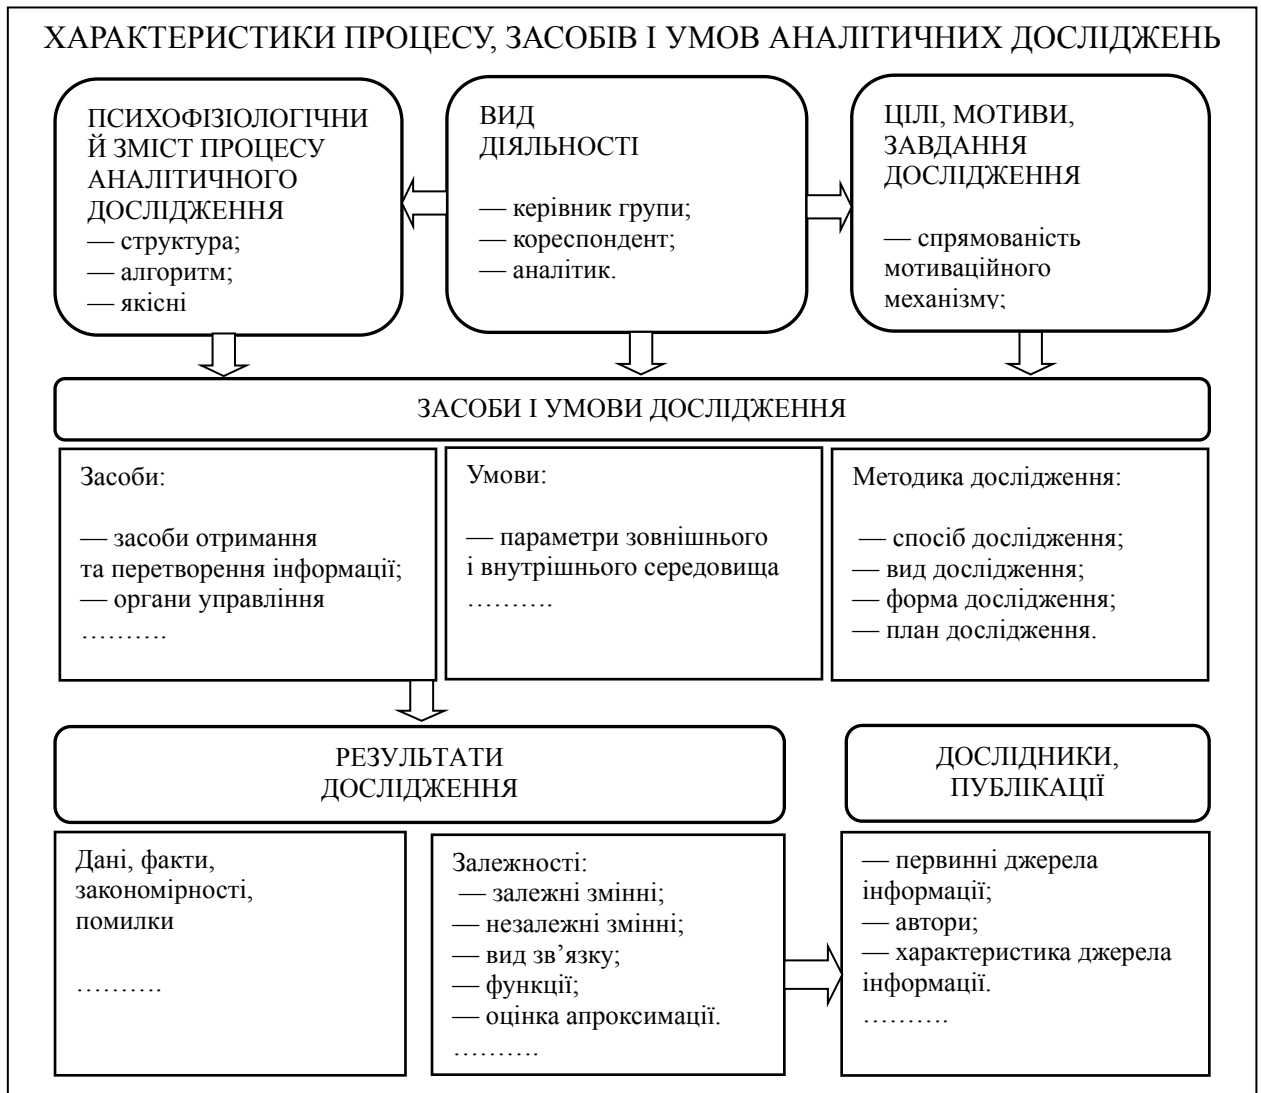 ХАРАКТЕРИСТИКИ ПРОЦЕСУ, ЗАСОБІВ І УМОВ АНАЛІТИЧНИХ ДОСЛІДЖЕНЬ
ПСИХОФІЗІОЛОГІЧНИ
Й ЗМІСТ ПРОЦЕСУ
АНАЛІТИЧНОГО
ДОСЛІДЖЕННЯ
— структура;
— алгоритм;
— якісні
ВИД
ДІЯЛЬНОСТІ
— керівник групи;
— кореспондент;
— аналітик.
ЦІЛІ, МОТИВИ,
ЗАВДАННЯ
ДОСЛІДЖЕННЯ
— спрямованість
мотиваційного
механізму;
ЗАСОБИ І УМОВИ ДОСЛІДЖЕННЯ
Засоби:
— засоби отримання
та перетворення інформації;
— органи управління
……….
Умови:
— параметри зовнішнього
і внутрішнього середовища
……….
Методика дослідження:
— спосіб дослідження;
— вид дослідження;
— форма дослідження;
— план дослідження.
РЕЗУЛЬТАТИ
ДОСЛІДЖЕННЯ
Дані, факти,
закономірності,
помилки
……….
Залежності:
— залежні змінні;
— незалежні змінні;
— вид зв’язку;
— функції;
— оцінка апроксимації.
……….
ДОСЛІДНИКИ,
ПУБЛІКАЦІЇ
— первинні джерела
інформації;
— автори;
— характеристика джерела
інформації.
……….